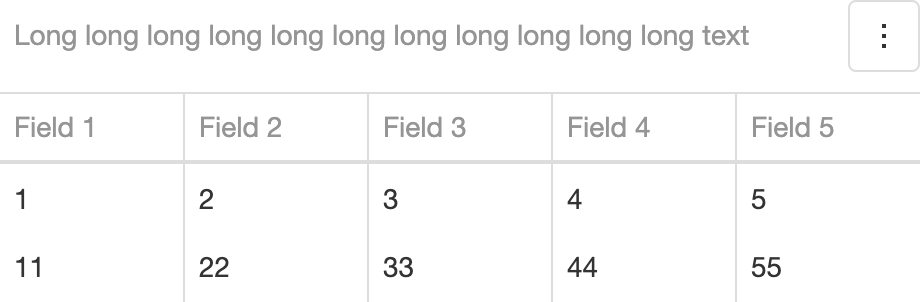 Long long long long long long long long long long long text
Field 1 Field 2 Field 3 Field 4 Field 5
1 2 3 4 5
11 22 33 44 55